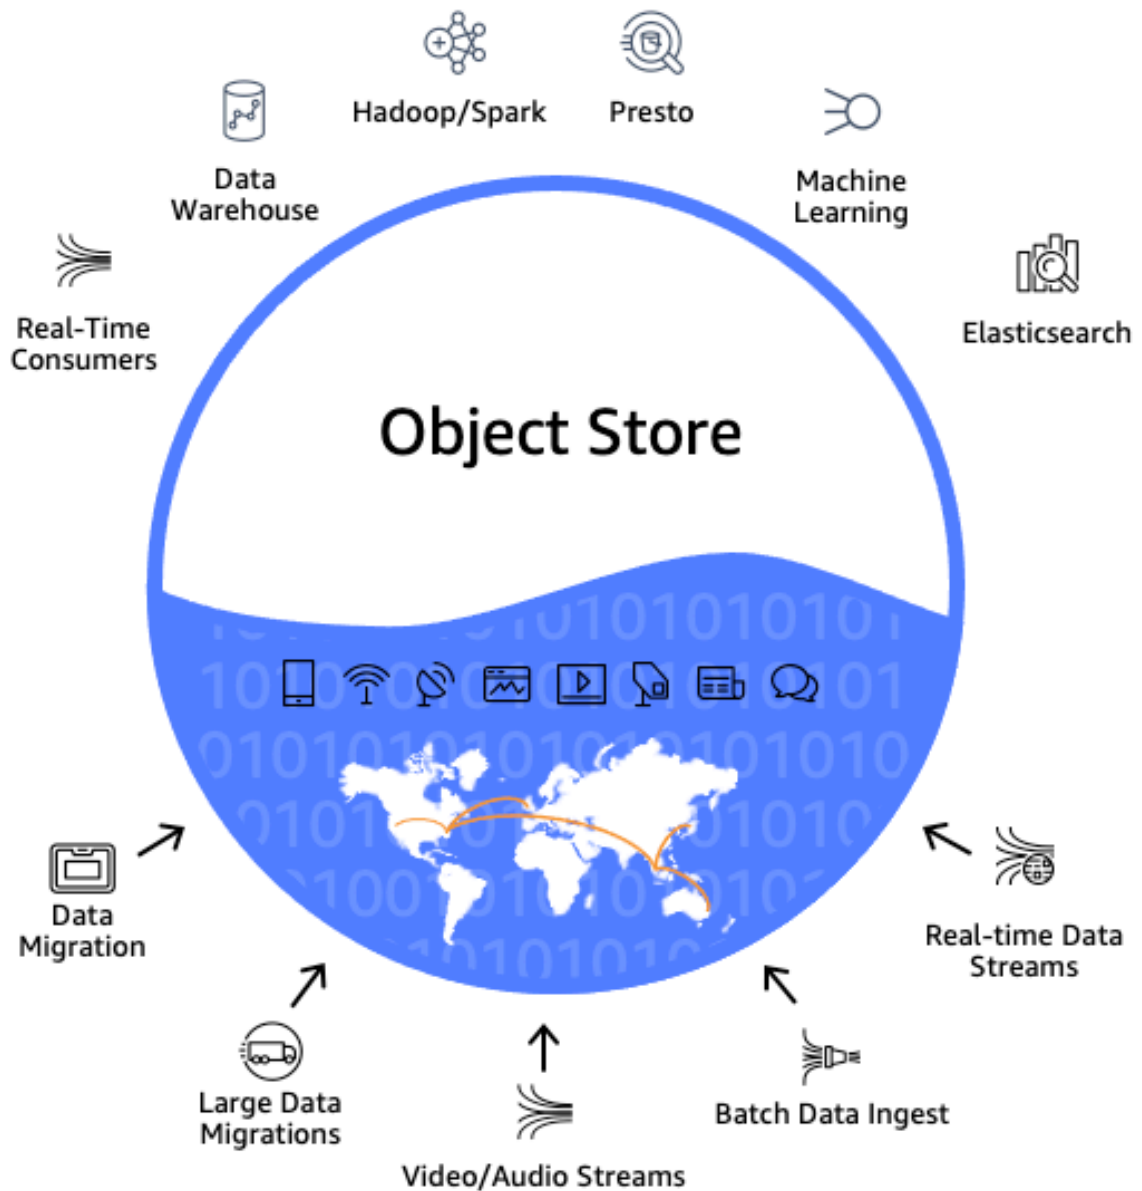 Hadoop/Spark
Presto
Data
Warehouse
Machine
Learning
Real-Time
Consumers
Elasticsearch
Object Store
Data
Migration
Real-time Data
Streams
Large Data
Migrations
Batch Data Ingest
Video/Audio Streams